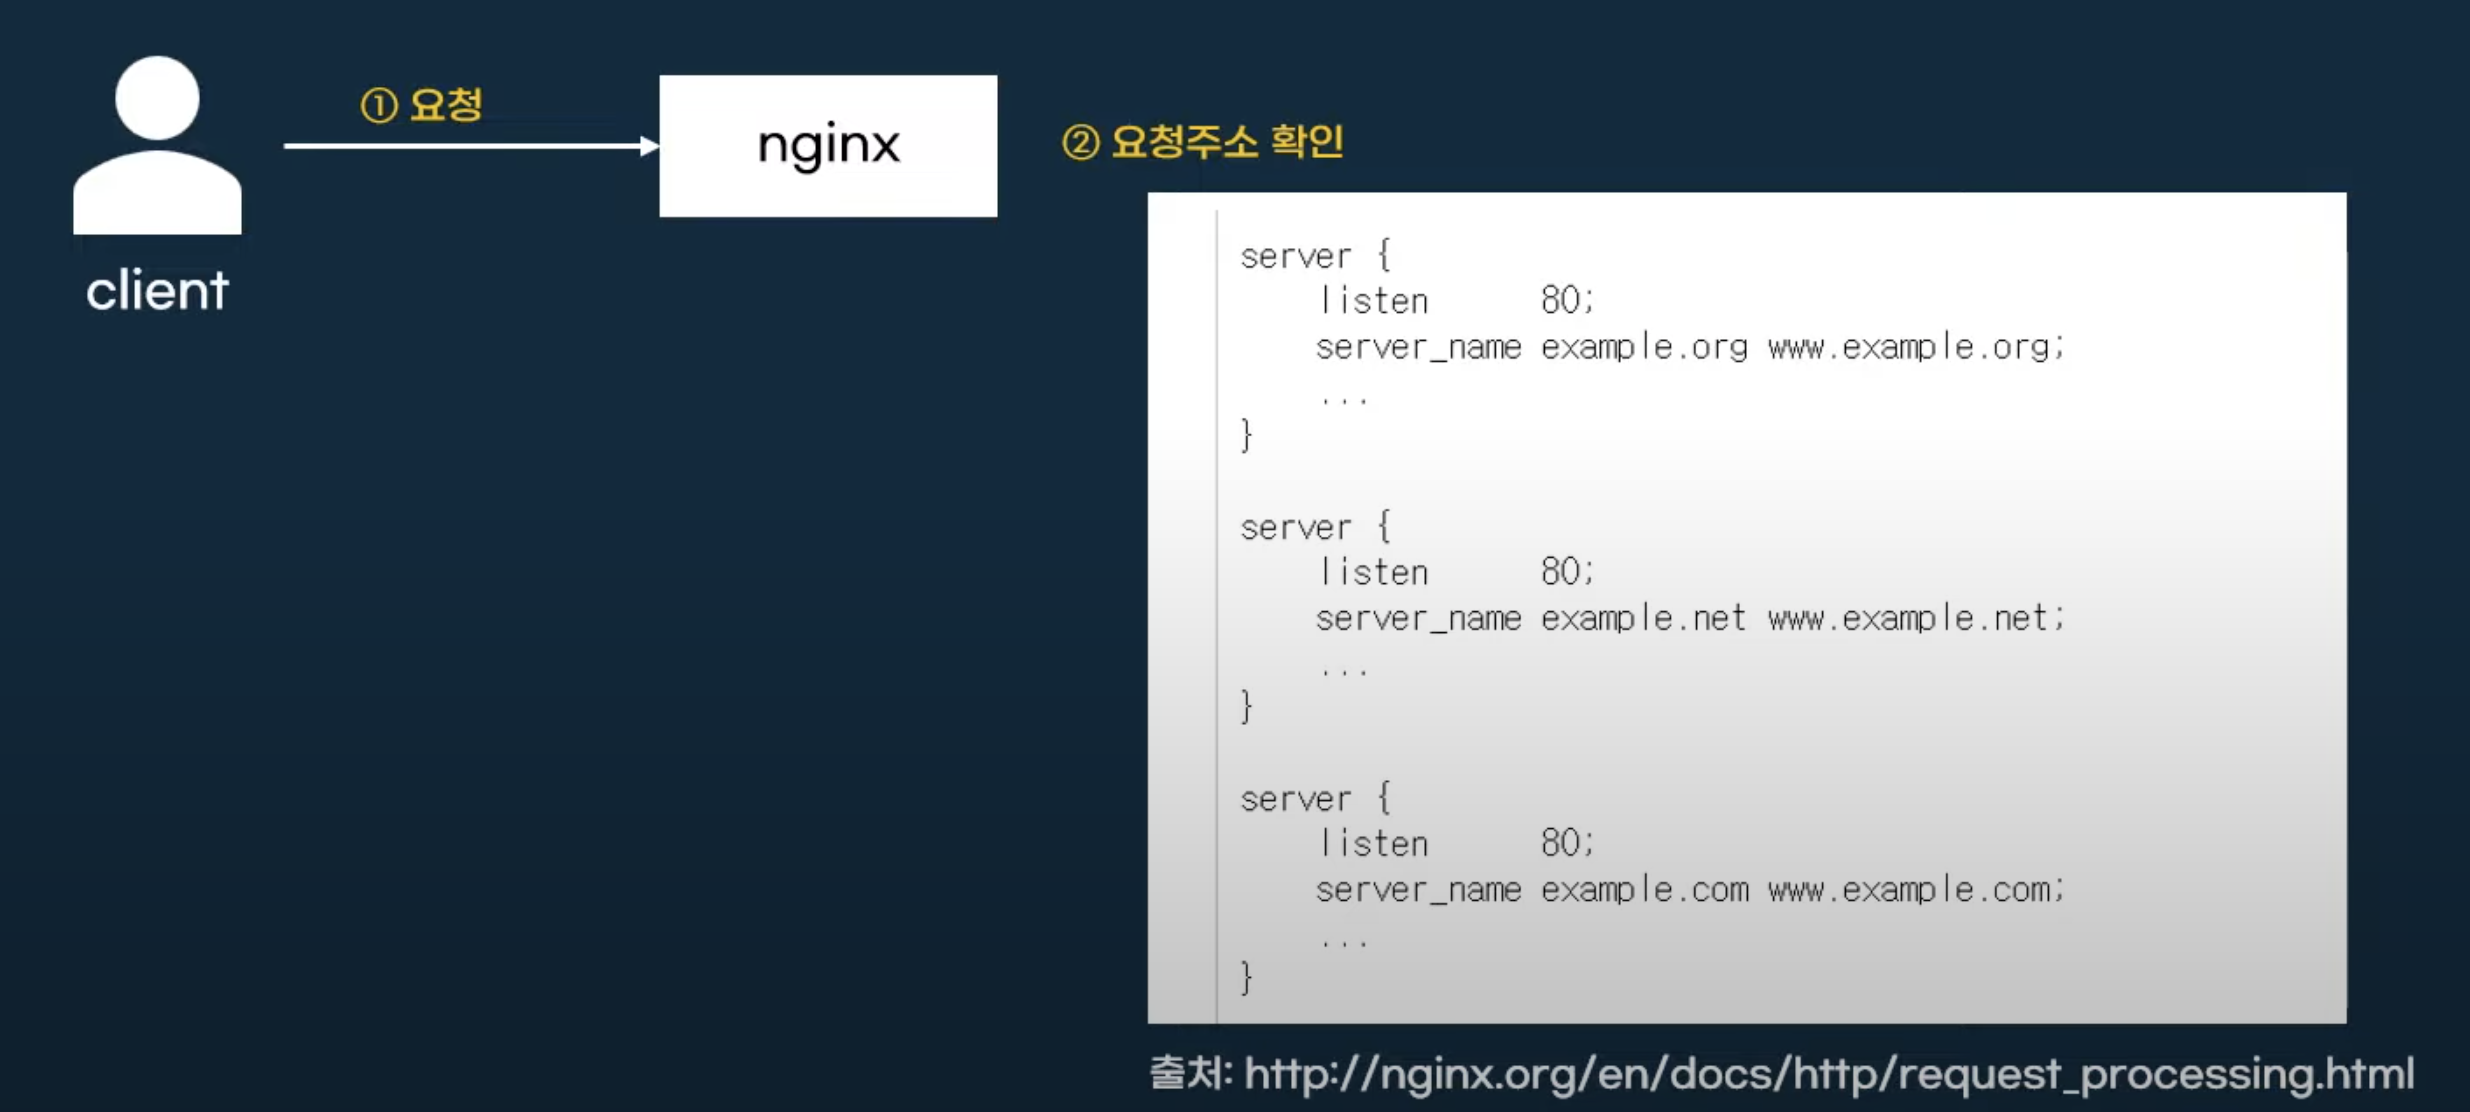 ① 요청
nginx
client
② 요청주소 확인
server {
listen 80;
server_name example.org www.example.org;
...
}
server {
listen 80;
server_name example.net www.example.net;
...
}
server {
listen 80;
server_name example.com www.example.com;
...
}
출처: http://nginx.org/en/docs/http/request_processing.html